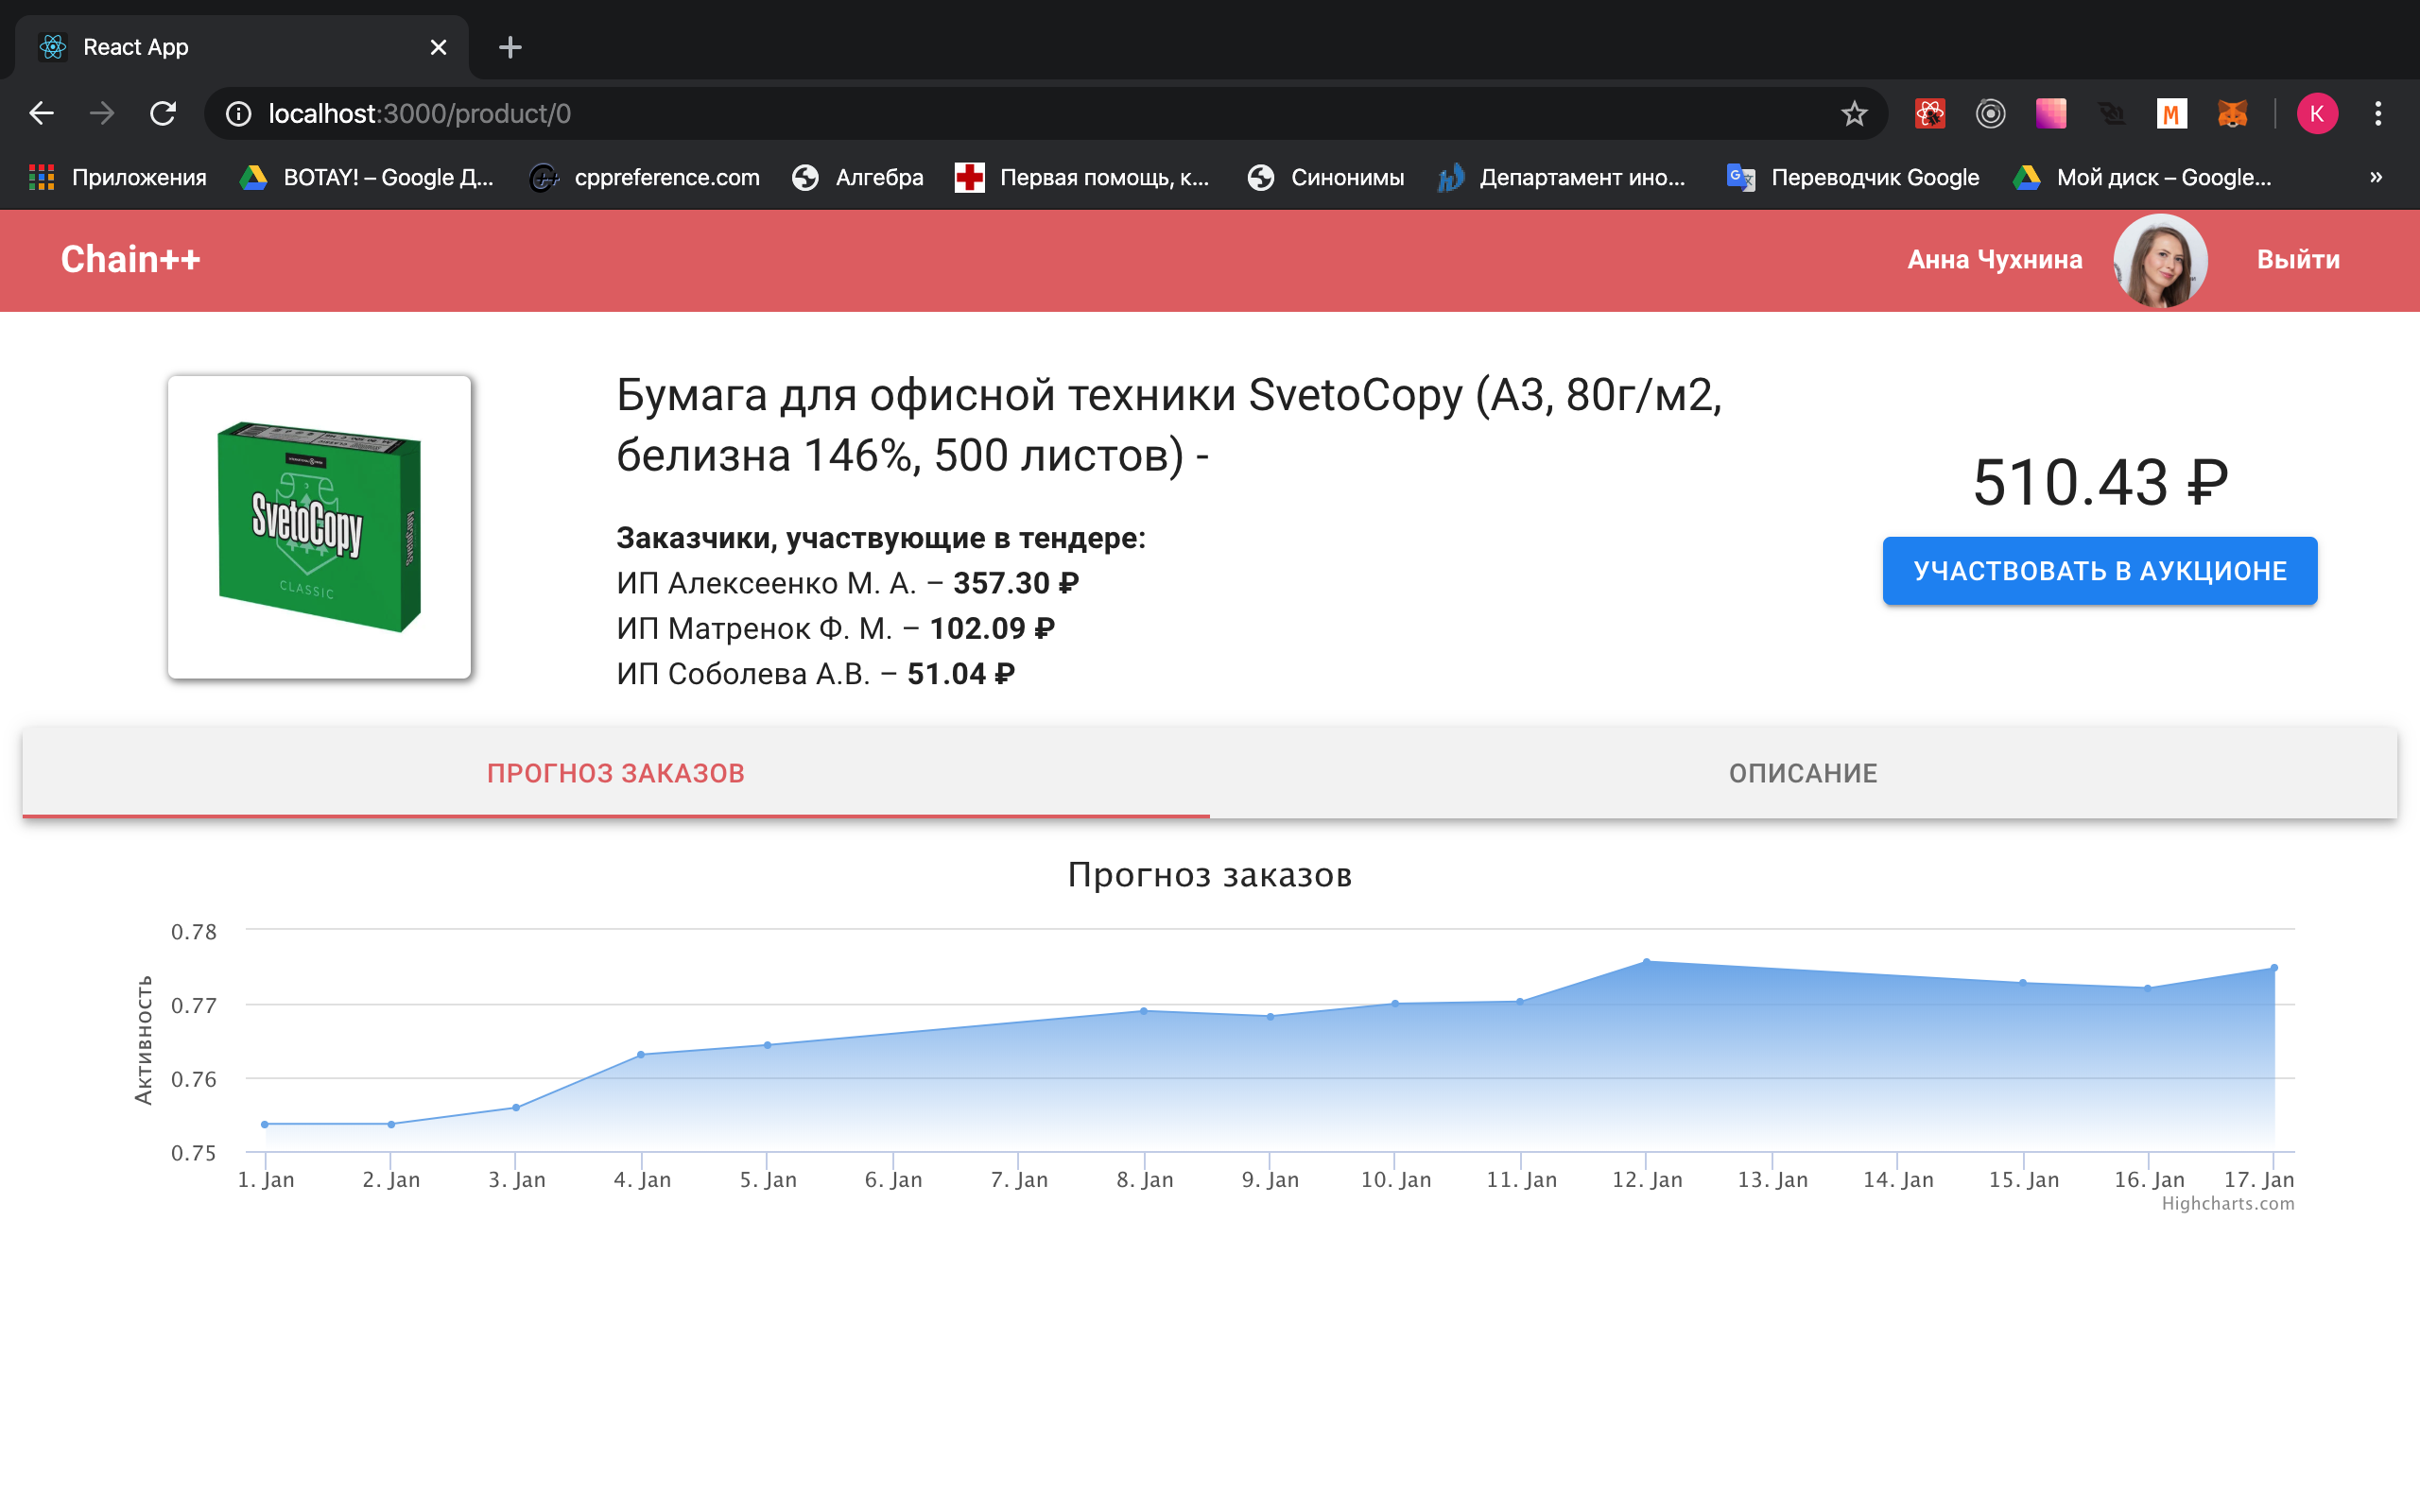 React App
localhost:3000/product/0
M
K
Приложения
BOTAY! – Google Д...
cppreference.com
Алгебра
Первая помощь, к...
Синонимы
Департамент ино...
Переводчик Google
Мой диск – Google...
»
Chain++
Анна Чухнина
Выйти
Бумага для офисной техники SvetoCopy (A3, 80г/м2,
белизна 146%, 500 листов) -
SvetoCopy
CLASSIC
Заказчики, участвующие в тендере:
ИП Алексеенко М. А. – 357.30 ₽
ИП Матренок Ф. М. – 102.09 ₽
ИП Соболева А.В. – 51.04 ₽
510.43 ₽
УЧАСТВОВАТЬ В АУКЦИОНЕ
ПРОГНОЗ ЗАКАЗОВ
ОПИСАНИЕ
Прогноз заказов
Активность
0.78
0.77
0.76
0.75
1. Jan
2. Jan
3. Jan
4. Jan
5. Jan
6. Jan
7. Jan
8. Jan
9. Jan
10. Jan
11. Jan
12. Jan
13. Jan
14. Jan
15. Jan
16. Jan
17. Jan
Highcharts.com